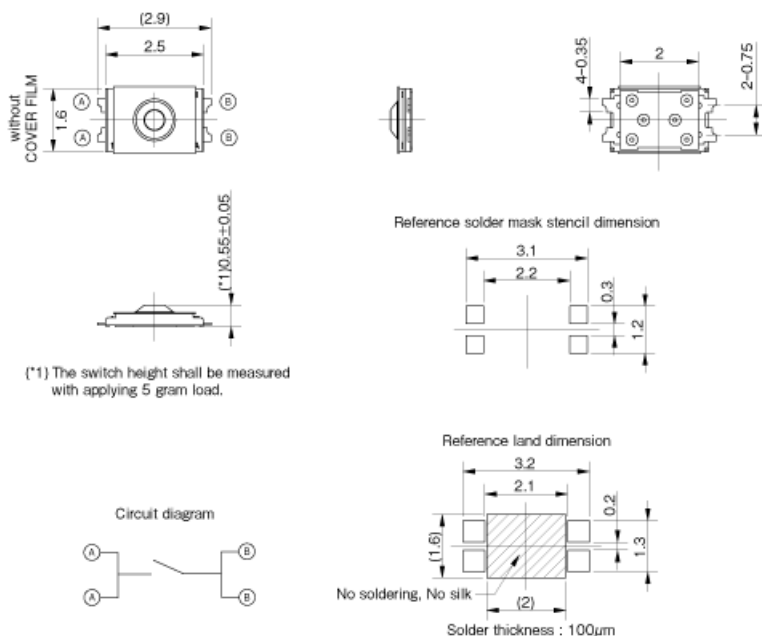 (2.9)
2.5
without
COVER FILM
1.6
A
B
A
B
4-0.35
2
2-0.75
(*1)0.55±0.05
(*1) The switch height shall be measured
with applying 5 gram load.
Reference solder mask stencil dimension
3.1
2.2
0.3
1.2
Reference land dimension
3.2
2.1
0.2
(1.6)
1.3
No soldering, No silk
(2)
Solder thickness : 100µm
Circuit diagram
A
B
A
B